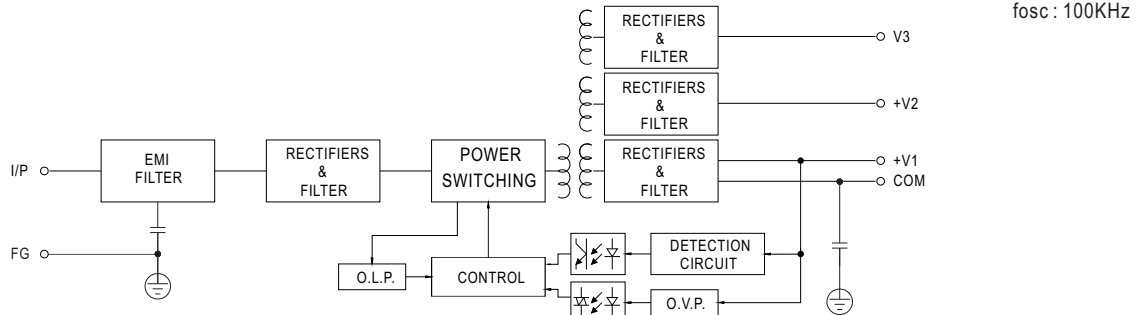 fosc : 100KHz
RECTIFIERS
&
FILTER
V3
RECTIFIERS
&
FILTER
+V2
I/P
EMI
FILTER
RECTIFIERS
&
FILTER
POWER
SWITCHING
RECTIFIERS
&
FILTER
+V1
COM
FG
O.L.P.
CONTROL
DETECTION
CIRCUIT
O.V.P.